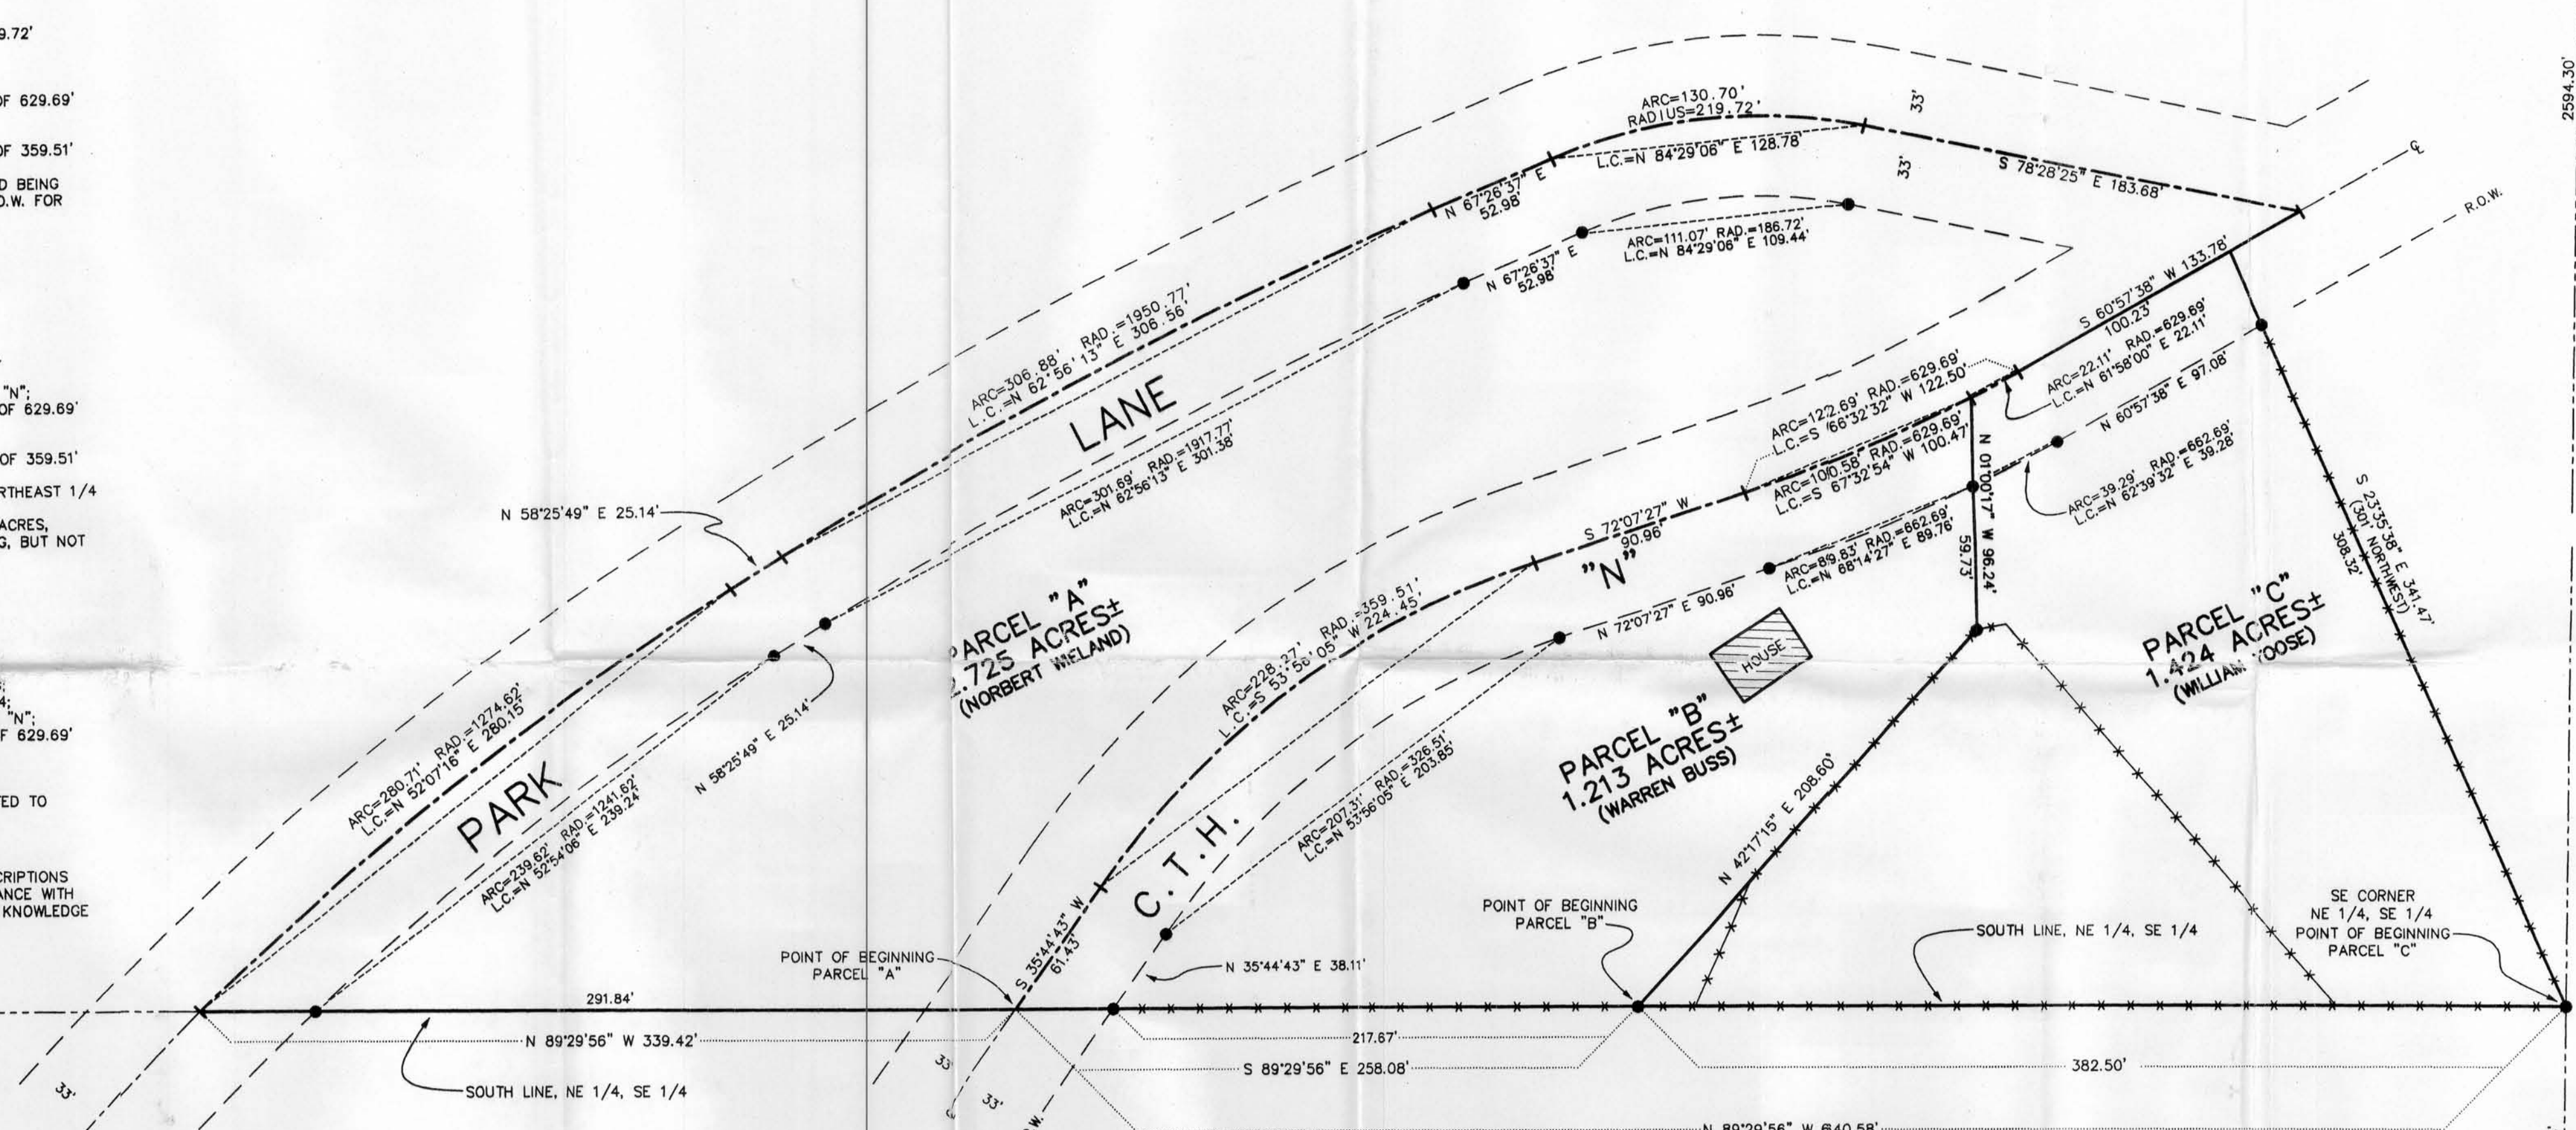 9.72'
OF 629.69'
OF 359.51'
D BEING
O.W. FOR
"N";
OF 629.69'
OF 359.51'
RTHEAST 1/4
ACRES,
G, BUT NOT
4;
"N";
F 629.69'
ED TO
CRIPTIONS
ANCE WITH
KNOWLEDGE
ARC=130.70'
RADIUS=219.72'
L.C.=N 84°29'06" E 128.78'
33'
33'
S 78°28'25" E 183.68'
2594.30'
R.O.W.
N 67°26'37" E
52.98'
ARC=111.07' RAD.=186.72'
L.C.=N 84°29'06" E 109.44'
N 67°26'37" E
52.98'
S 60°57'38" W 133.78'
100.23'
ARC=22.11' RAD.=629.69'
L.C.=N 61°58'00" E 22.11'
N 60°57'38" E 97.08'
ARC=306.88' RAD.=1950.77'
L.C.=N 62°56'13" E 306.56'
LANE
ARC=301.69' RAD.=1917.77'
L.C.=N 62°56'13" E 301.38'
ARC=122.69' RAD.=629.69'
L.C.=S 66°32'32" W 122.50'
ARC=100.58' RAD.=629.69'
L.C.=S 67°32'54" W 100.47'
N 01°00'17" W 96.24'
59.73'
ARC=39.29' RAD.=662.69'
L.C.=N 62°39'32" E 39.28'
S 23°35'38" E 341.47'
(301' NORTHWEST)
308.32'
N 58°25'49" E 25.14'
S 72°07'27" W
90.96'
"N"
ARC=89.83' RAD.=662.69'
L.C.=N 68°14'27" E 89.76'
N 72°07'27" E 90.96'
HOUSE
PARCEL "A"
.725 ACRES±
(NORBERT WIELAND)
ARC=228.27' RAD.=359.51'
L.C.=S 53°56'05" W 224.45'
PARCEL "C"
1.424 ACRES±
(WILLIAM TOOSE)
PARCEL "B"
1.213 ACRES±
(WARREN BUSS)
ARC=280.71' RAD.=1274.62'
L.C.=N 52°07'16" E 280.15'
PARK
ARC=239.62' RAD.=1241.62'
L.C.=N 52°54'06" E 239.24'
N 58°25'49" E 25.14'
ARC=207.31' RAD.=326.51'
L.C.=N 53°56'05" E 203.85'
C.T.H.
N 42°17'15" E 208.60'
S 35°44'43" W
61.43'
POINT OF BEGINNING
PARCEL "A"
N 35°44'43" E 38.11'
POINT OF BEGINNING
PARCEL "B"
SOUTH LINE, NE 1/4, SE 1/4
SE CORNER
NE 1/4, SE 1/4
POINT OF BEGINNING
PARCEL "C"
291.84'
N 89°29'56" W 339.42'
SOUTH LINE, NE 1/4, SE 1/4
217.67'
S 89°29'56" E 258.08'
382.50'
33'
33'
33'
N 89°29'56" W 640.58'